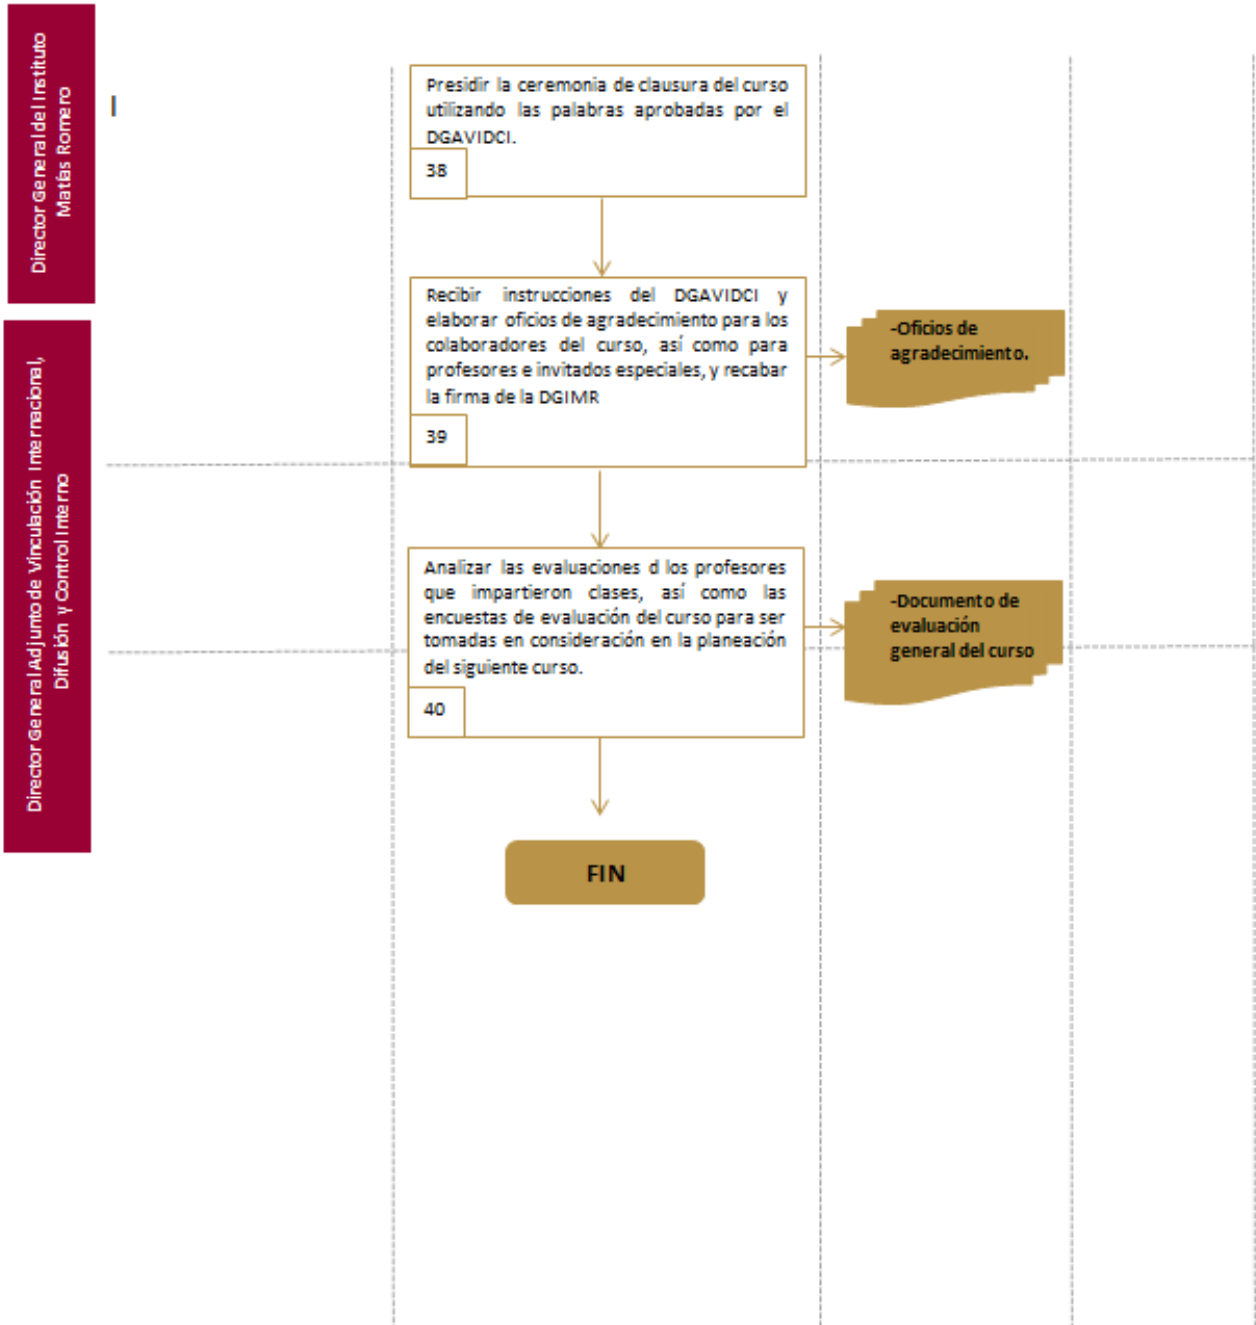 Director General del Instituto
Matías Romero
I
Presidir la ceremonia de clausura del curso
utilizando las palabras aprobadas por el
DGAVIDCI.
38
Recibir instrucciones del DGAVIDCI y
elaborar oficios de agradecimiento para los
colaboradores del curso, así como para
profesores e invitados especiales, y recabar
la firma de la DGIMR
39
-Oficios de
agradecimiento.
Director General Adjunto de Vinculación Internacional,
Difusión y Control Interno
Analizar las evaluaciones d los profesores
que impartieron clases, así como las
encuestas de evaluación del curso para ser
tomadas en consideración en la planeación
del siguiente curso.
40
-Documento de
evaluación
general del curso
FIN